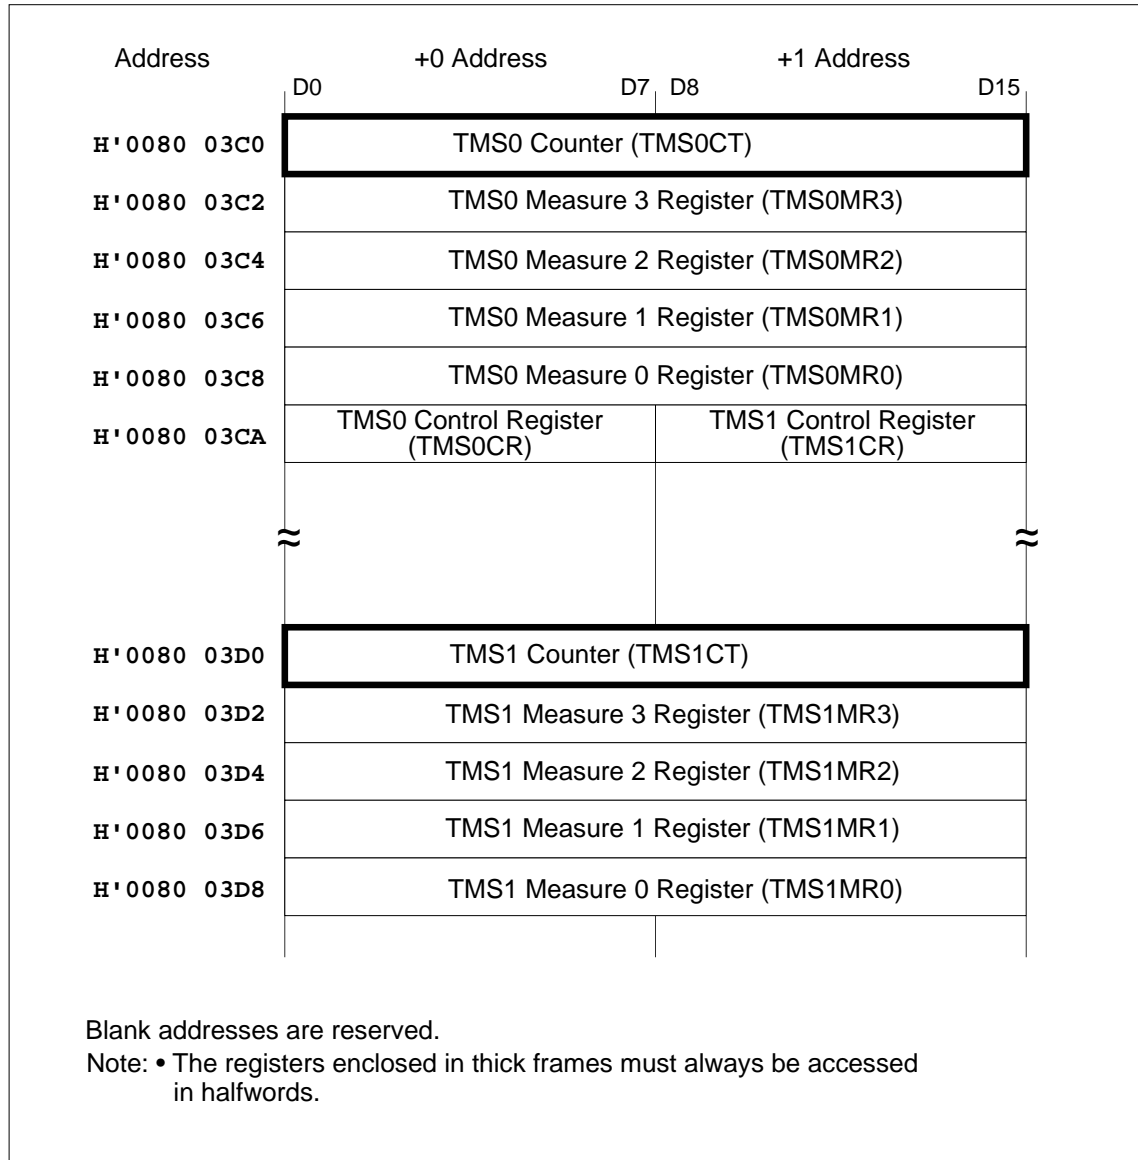 Address +0 Address +1 Address
D0 D7 D8 D15
H'0080 03C0 TMS0 Counter (TMS0CT)
H'0080 03C2 TMS0 Measure 3 Register (TMS0MR3)
H'0080 03C4 TMS0 Measure 2 Register (TMS0MR2)
H'0080 03C6 TMS0 Measure 1 Register (TMS0MR1)
H'0080 03C8 TMS0 Measure 0 Register (TMS0MR0)
H'0080 03CA TMS0 Control Register (TMS0CR) TMS1 Control Register (TMS1CR)
≈ ≈
H'0080 03D0 TMS1 Counter (TMS1CT)
H'0080 03D2 TMS1 Measure 3 Register (TMS1MR3)
H'0080 03D4 TMS1 Measure 2 Register (TMS1MR2)
H'0080 03D6 TMS1 Measure 1 Register (TMS1MR1)
H'0080 03D8 TMS1 Measure 0 Register (TMS1MR0)
Blank addresses are reserved.
Note: • The registers enclosed in thick frames must always be accessed
in halfwords.